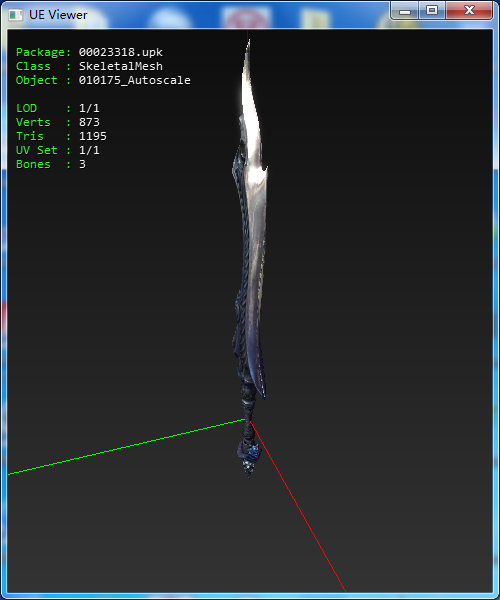 UE Viewer
Package: 00023318.upk
Class : SkeletalMesh
Object : 010175_Autoscale
LOD : 1/1
Verts : 873
Tris : 1195
UV Set : 1/1
Bones : 3